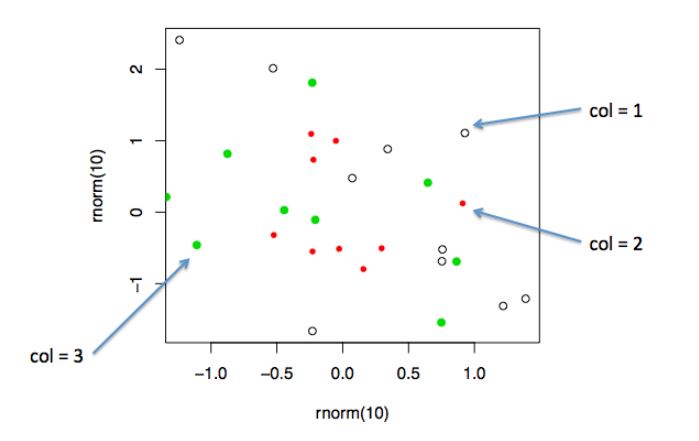 2
1
0
−1
rnorm(10)
col = 1
col = 2
col = 3
−1.0 −0.5 0.0 0.5 1.0
rnorm(10)